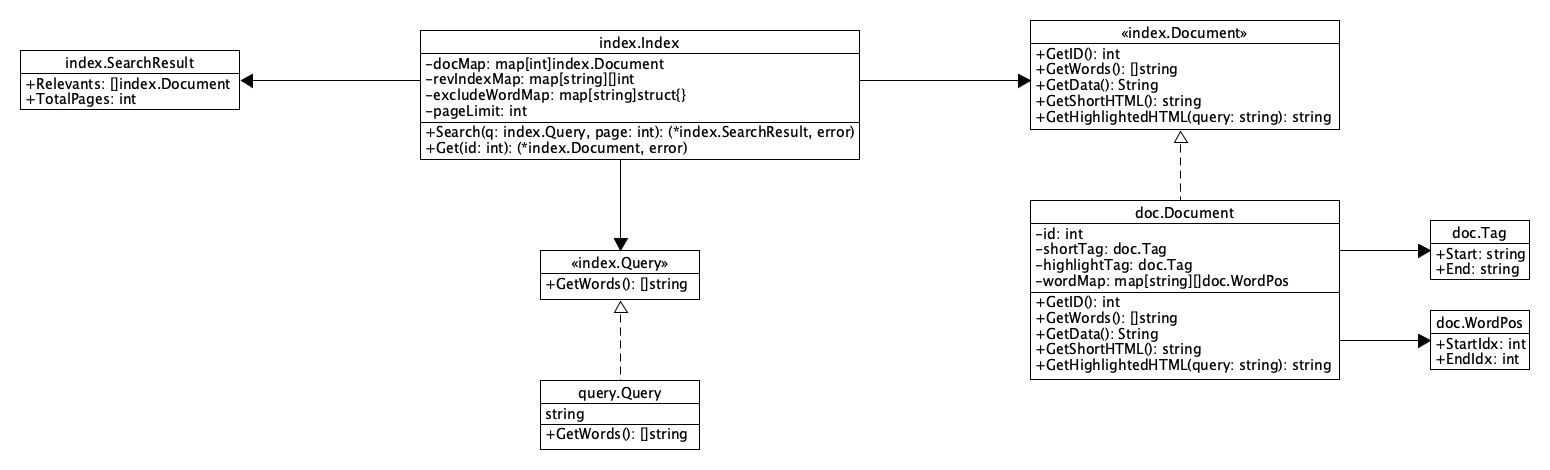 index.SearchResult
+Relevants: []index.Document
+TotalPages: int
index.Index
-docMap: map[int]index.Document
-revIndexMap: map[string][]int
-excludeWordMap: map[string]struct{}
-pageLimit: int
+Search(q: index.Query, page: int): (*index.SearchResult, error)
+Get(id: int): (*index.Document, error)
«index.Document»
+GetID(): int
+GetWords(): []string
+GetData(): String
+GetShortHTML(): string
+GetHighlightedHTML(query: string): string
«index.Query»
+GetWords(): []string
query.Query
string
+GetWords(): []string
doc.Document
-id: int
-shortTag: doc.Tag
-highlightTag: doc.Tag
-wordMap: map[string][]doc.WordPos
+GetID(): int
+GetWords(): []string
+GetData(): String
+GetShortHTML(): string
+GetHighlightedHTML(query: string): string
doc.Tag
+Start: string
+End: string
doc.WordPos
+StartIdx: int
+EndIdx: int